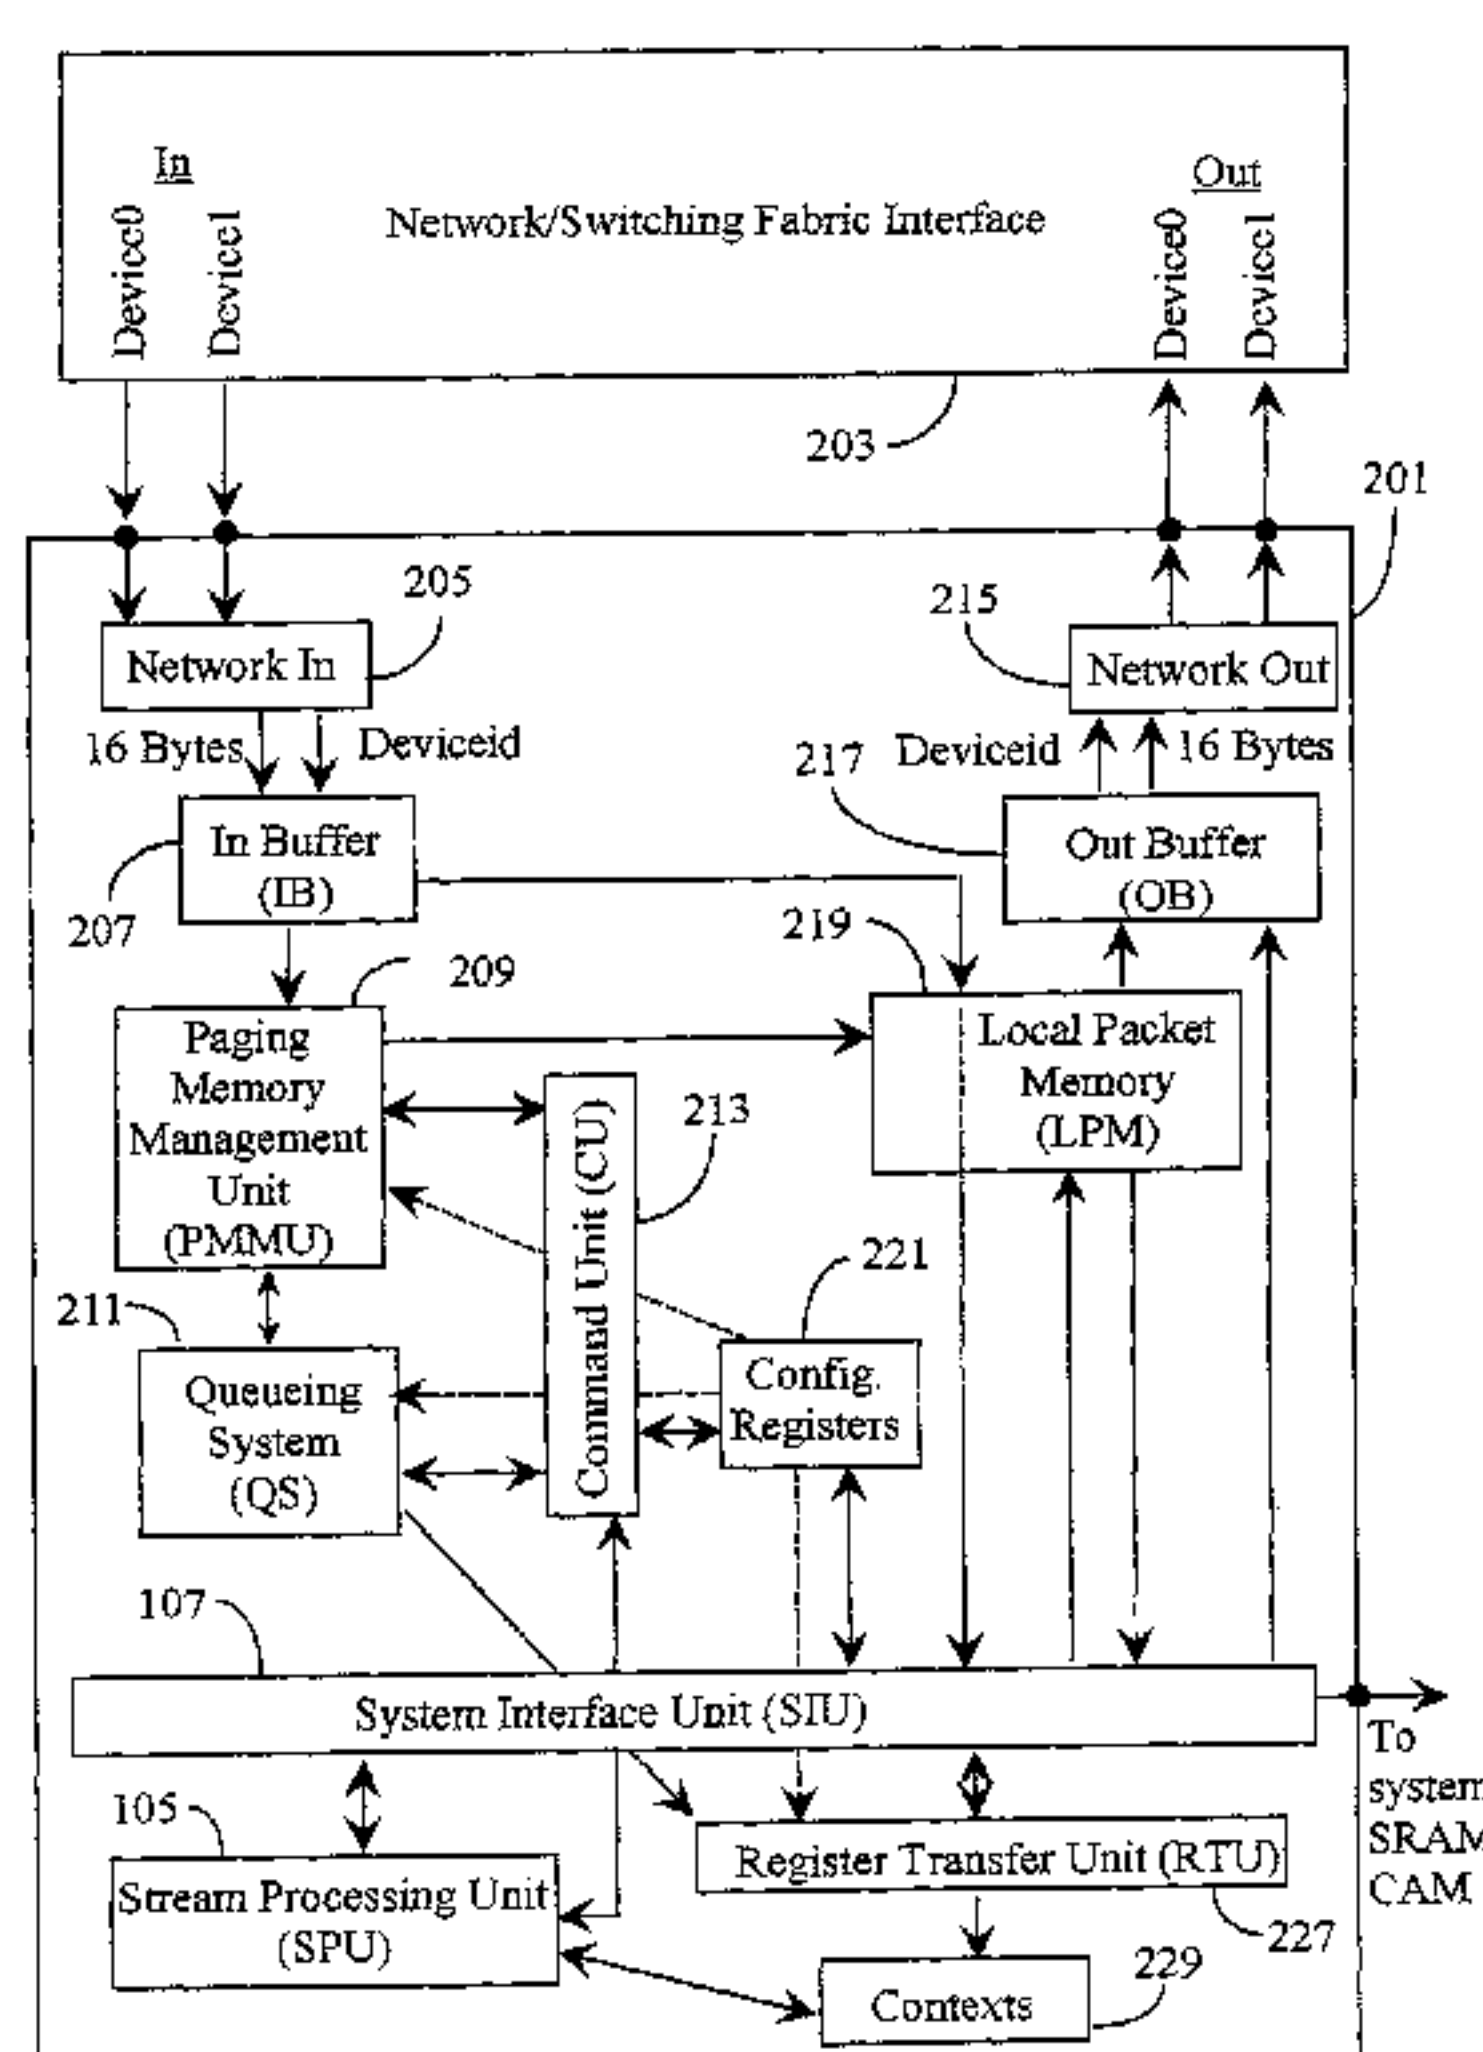 In
Out
Device0
Device1
Network/Switching Fabric Interface
Device0
Device1
203
201
205
215
Network In
Network Out
16 Bytes
Deviceid
217
Deviceid
16 Bytes
In Buffer
(IB)
Out Buffer
(OB)
207
219
209
Paging
Memory
Management
Unit
(PMMU)
Local Packet
Memory
(LPM)
213
Command Unit (CU)
221
211
Queueing
System
(QS)
Config.
Registers
107
System Interface Unit (SIU)
To
system
SRAM
CAM
105
Stream Processing Unit
(SPU)
Register Transfer Unit (RTU)
227
229
Contexts